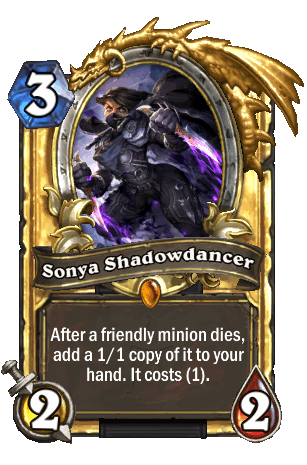 3
Sonya Shadowdancer
After a friendly minion dies,
add a 1/1 copy of it to your
hand. It costs (1).
2 2